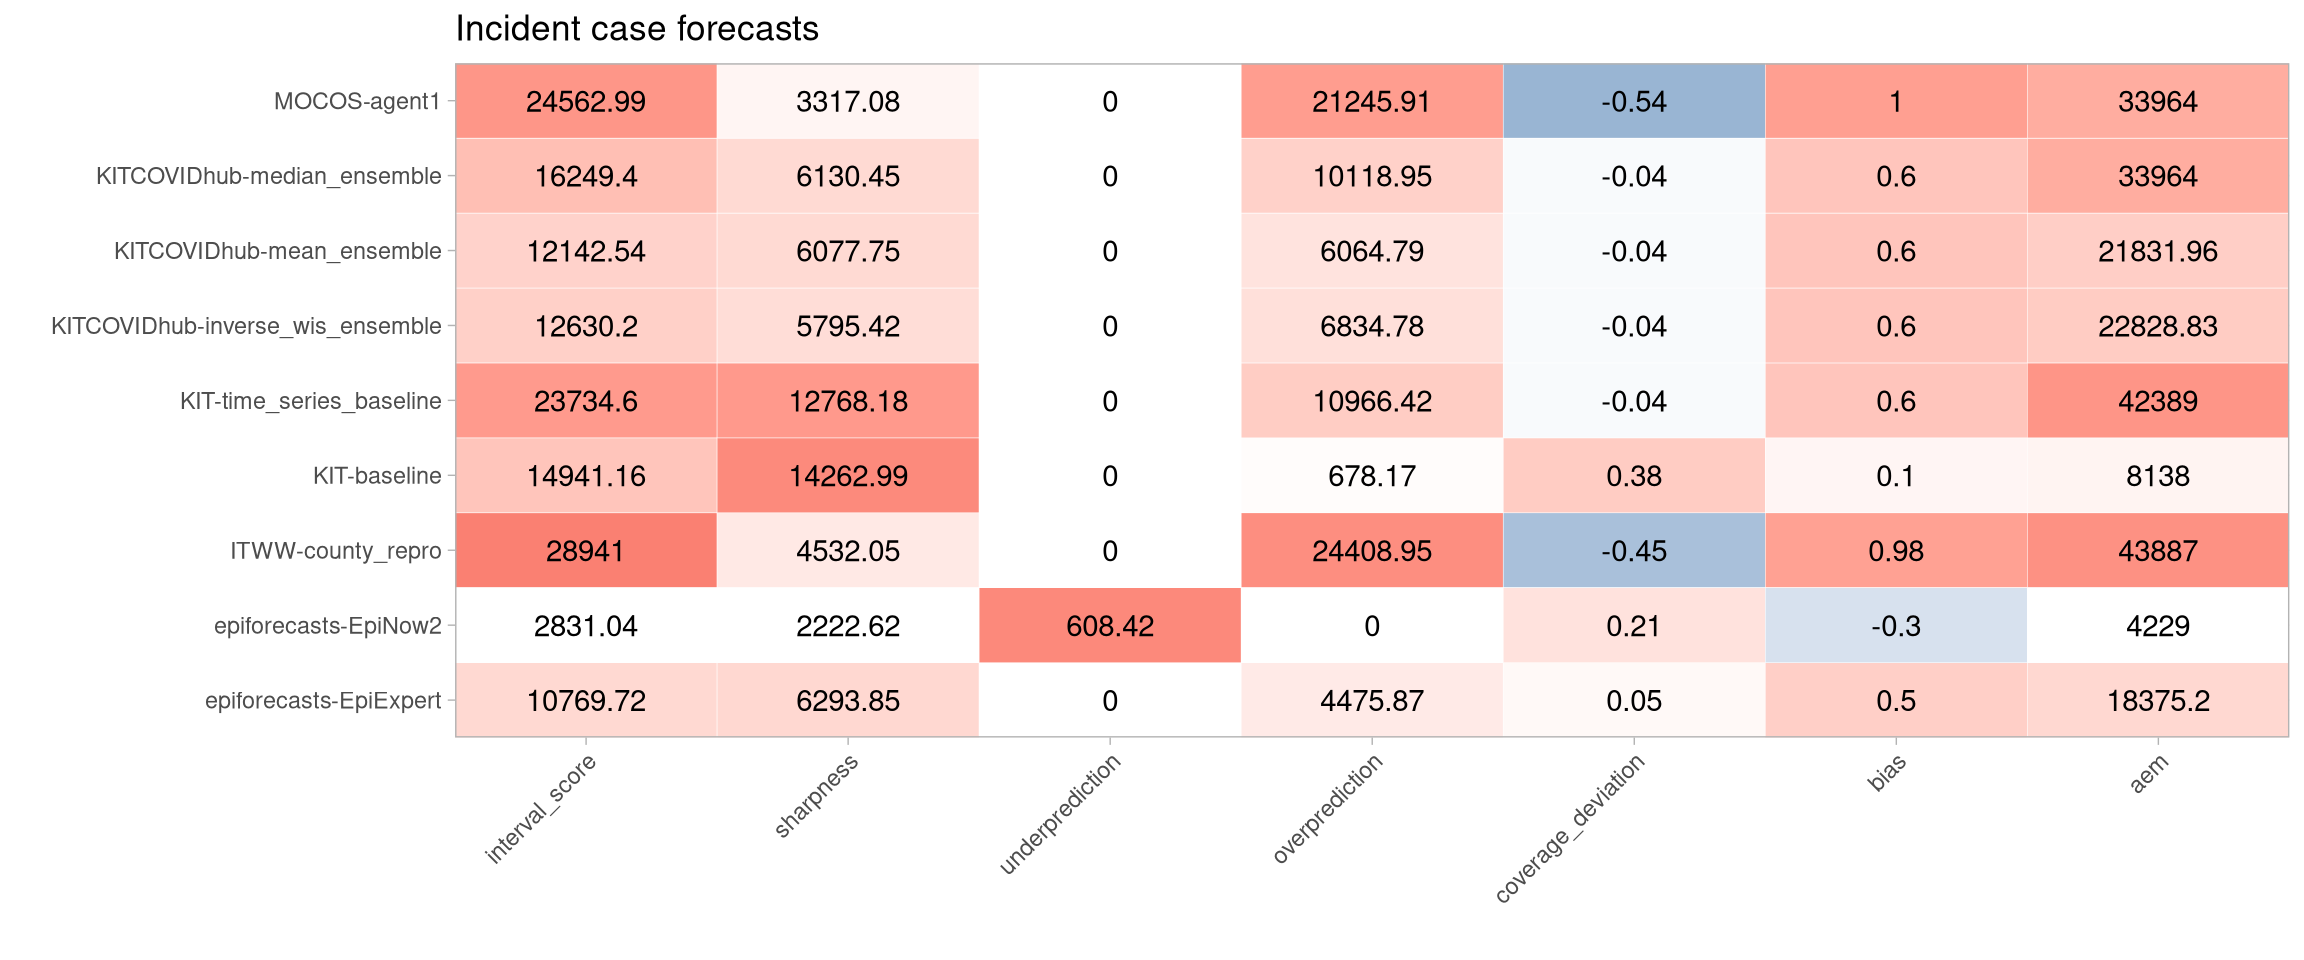 Incident case forecasts
MOCOS-agent1 24562.99 3317.08 0 21245.91 -0.54 1 33964
KITCOVIDhub-median_ensemble 16249.4 6130.45 0 10118.95 -0.04 0.6 33964
KITCOVIDhub-mean_ensemble 12142.54 6077.75 0 6064.79 -0.04 0.6 21831.96
KITCOVIDhub-inverse_wis_ensemble 12630.2 5795.42 0 6834.78 -0.04 0.6 22828.83
KIT-time_series_baseline 23734.6 12768.18 0 10966.42 -0.04 0.6 42389
KIT-baseline 14941.16 14262.99 0 678.17 0.38 0.1 8138
ITWW-county_repro 28941 4532.05 0 24408.95 -0.45 0.98 43887
epiforecasts-EpiNow2 2831.04 2222.62 608.42 0 0.21 -0.3 4229
epiforecasts-EpiExpert 10769.72 6293.85 0 4475.87 0.05 0.5 18375.2
interval_score sharpness underprediction overprediction coverage_deviation bias aem